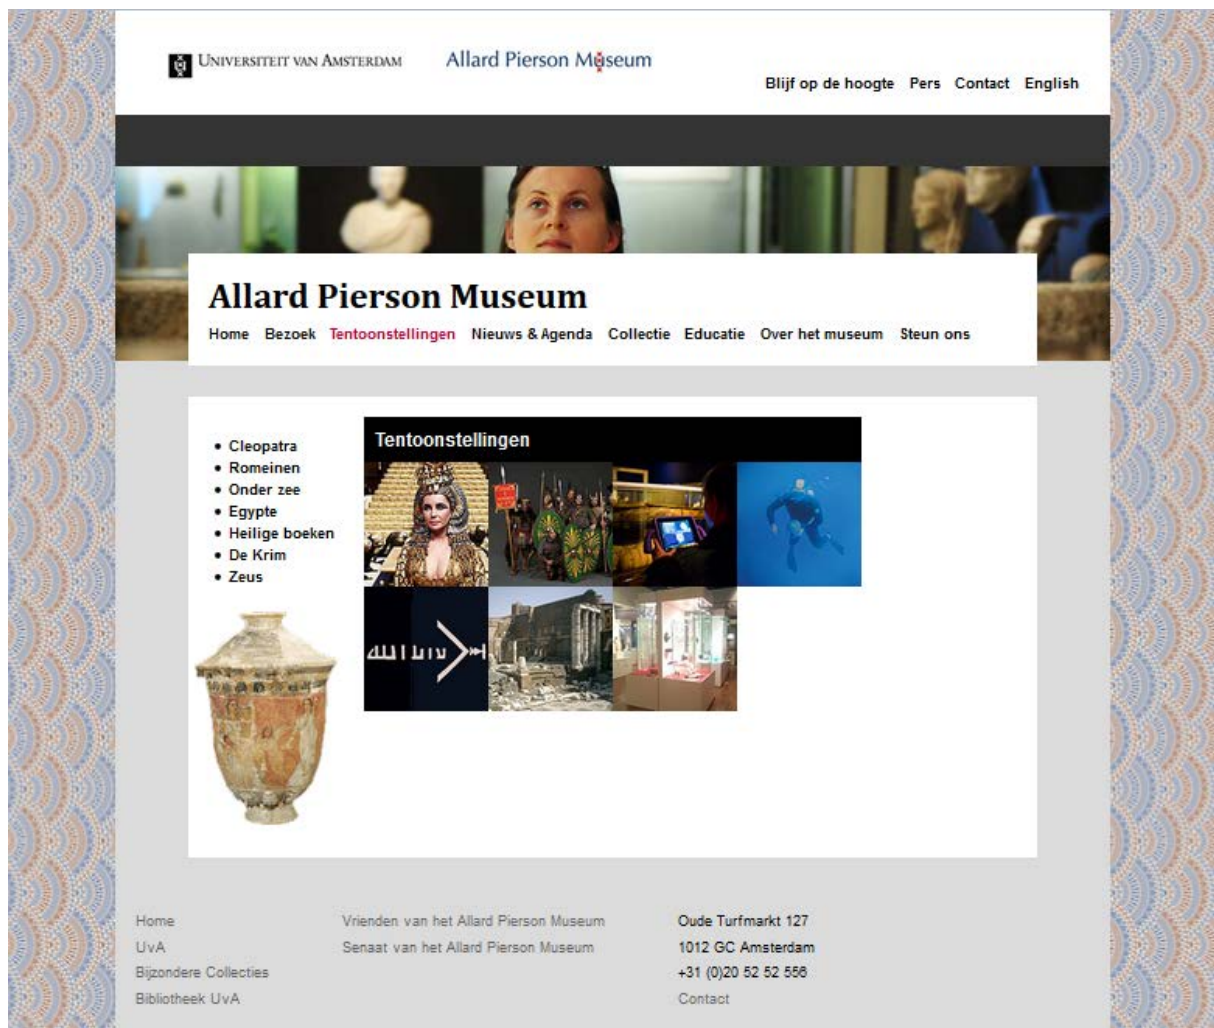 UNIVERSITEIT VAN AMSTERDAM
Allard Pierson Museum
Blijf op de hoogte Pers Contact English
Allard Pierson Museum
Home Bezoek Tentoonstellingen Nieuws & Agenda Collectie Educatie Over het museum Steun ons
• Cleopatra
• Romeinen
• Onder zee
• Egypte
• Heilige boeken
• De Krim
• Zeus
Tentoonstellingen
Home
UvA
Bijzondere Collecties
Bibliotheek UvA
Vrienden van het Allard Pierson Museum
Senaat van het Allard Pierson Museum
Oude Turfmarkt 127
1012 GC Amsterdam
+31 (0)20 52 52 556
Contact